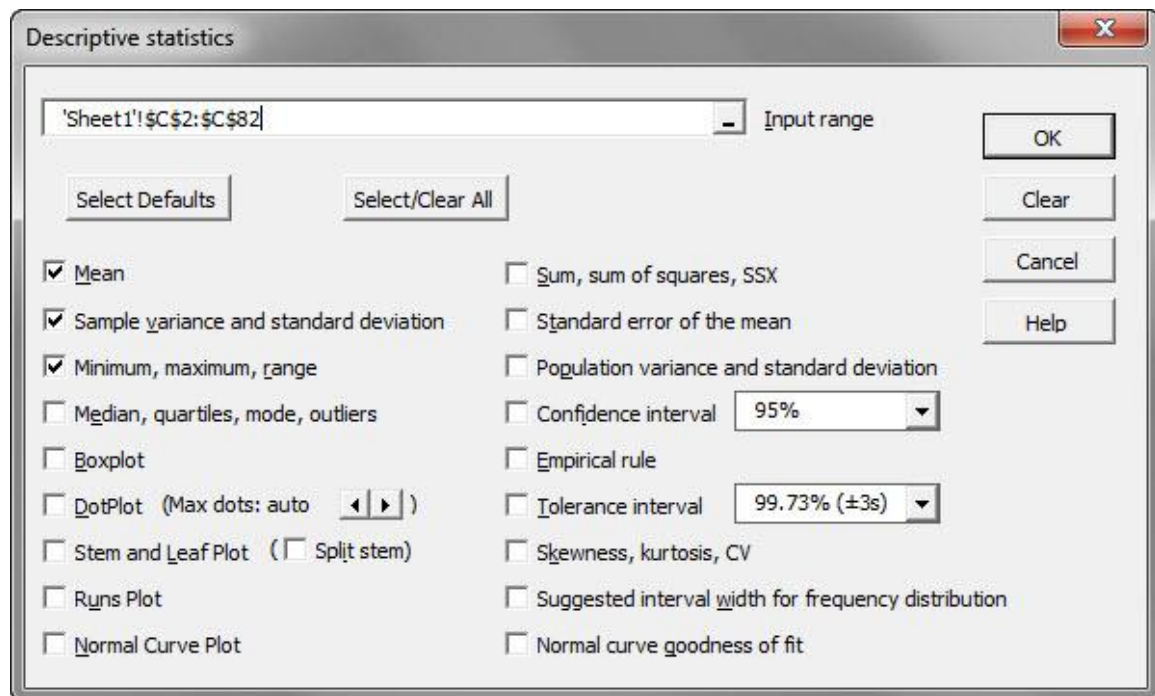 Descriptive statistics
'Sheet1'!$C$2:$C$82
Input range
OK
Select Defaults
Select/Clear All
Clear
Mean
Sum, sum of squares, SSX
Cancel
Sample variance and standard deviation
Standard error of the mean
Help
Minimum, maximum, range
Population variance and standard deviation
Median, quartiles, mode, outliers
Confidence interval 95%
Boxplot
Empirical rule
DotPlot (Max dots: auto )
Tolerance interval 99.73% (±3s)
Stem and Leaf Plot ( Split stem)
Skewness, kurtosis, CV
Runs Plot
Suggested interval width for frequency distribution
Normal Curve Plot
Normal curve goodness of fit